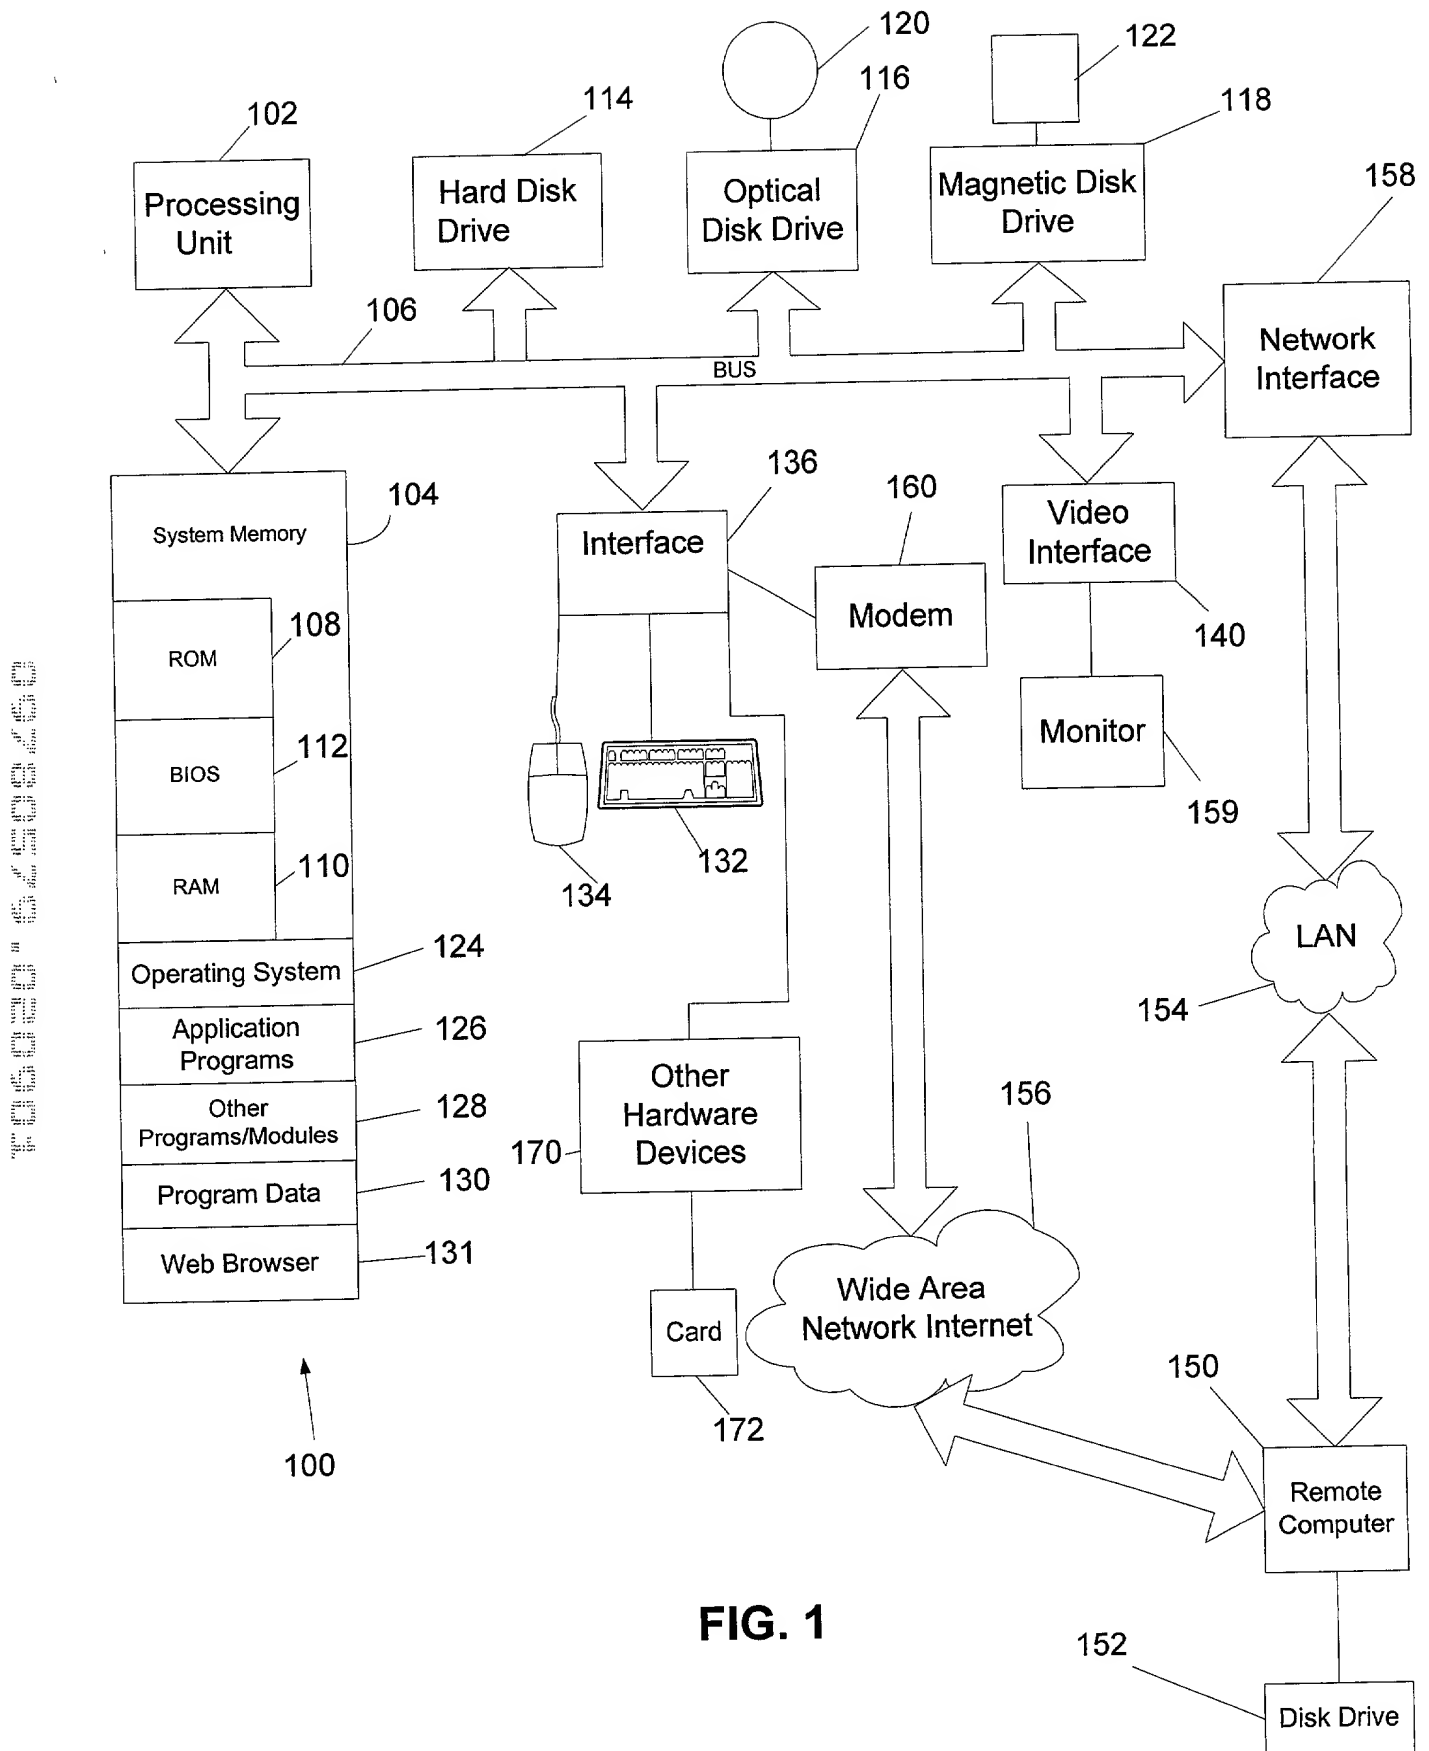 120
122
116
114
118
102
158
Processing
Unit
Hard Disk
Drive
Optical
Disk Drive
Magnetic Disk
Drive
106
Network
Interface
BUS
136
104
160
System Memory
Interface
Video
Interface
Modem
108
140
ROM
112
Monitor
BIOS
159
110
132
RAM
134
LAN
124
Operating System
154
126
Application
Programs
Other
Hardware
Devices
156
128
Other
Programs/Modules
170
130
Program Data
131
Web Browser
Wide Area
Network Internet
Card
150
172
100
Remote
Computer
FIG. 1
152
Disk Drive